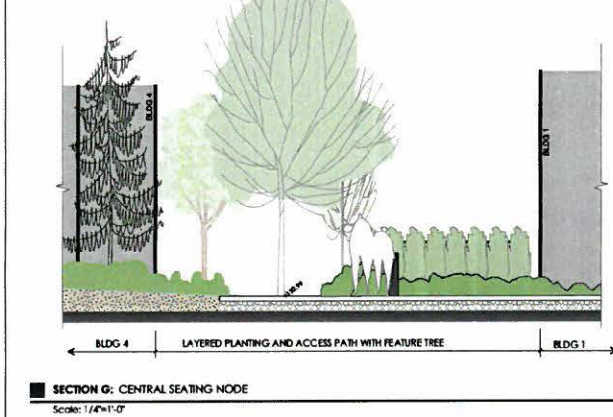 BLDG 4
BLDG 1
BLDG 4
LAYERED PLANTING AND ACCESS PATH WITH FEATURE TREE
BLDG 1
SECTION G: CENTRAL SEATING NODE
Scale: 1/4"=1'-0"